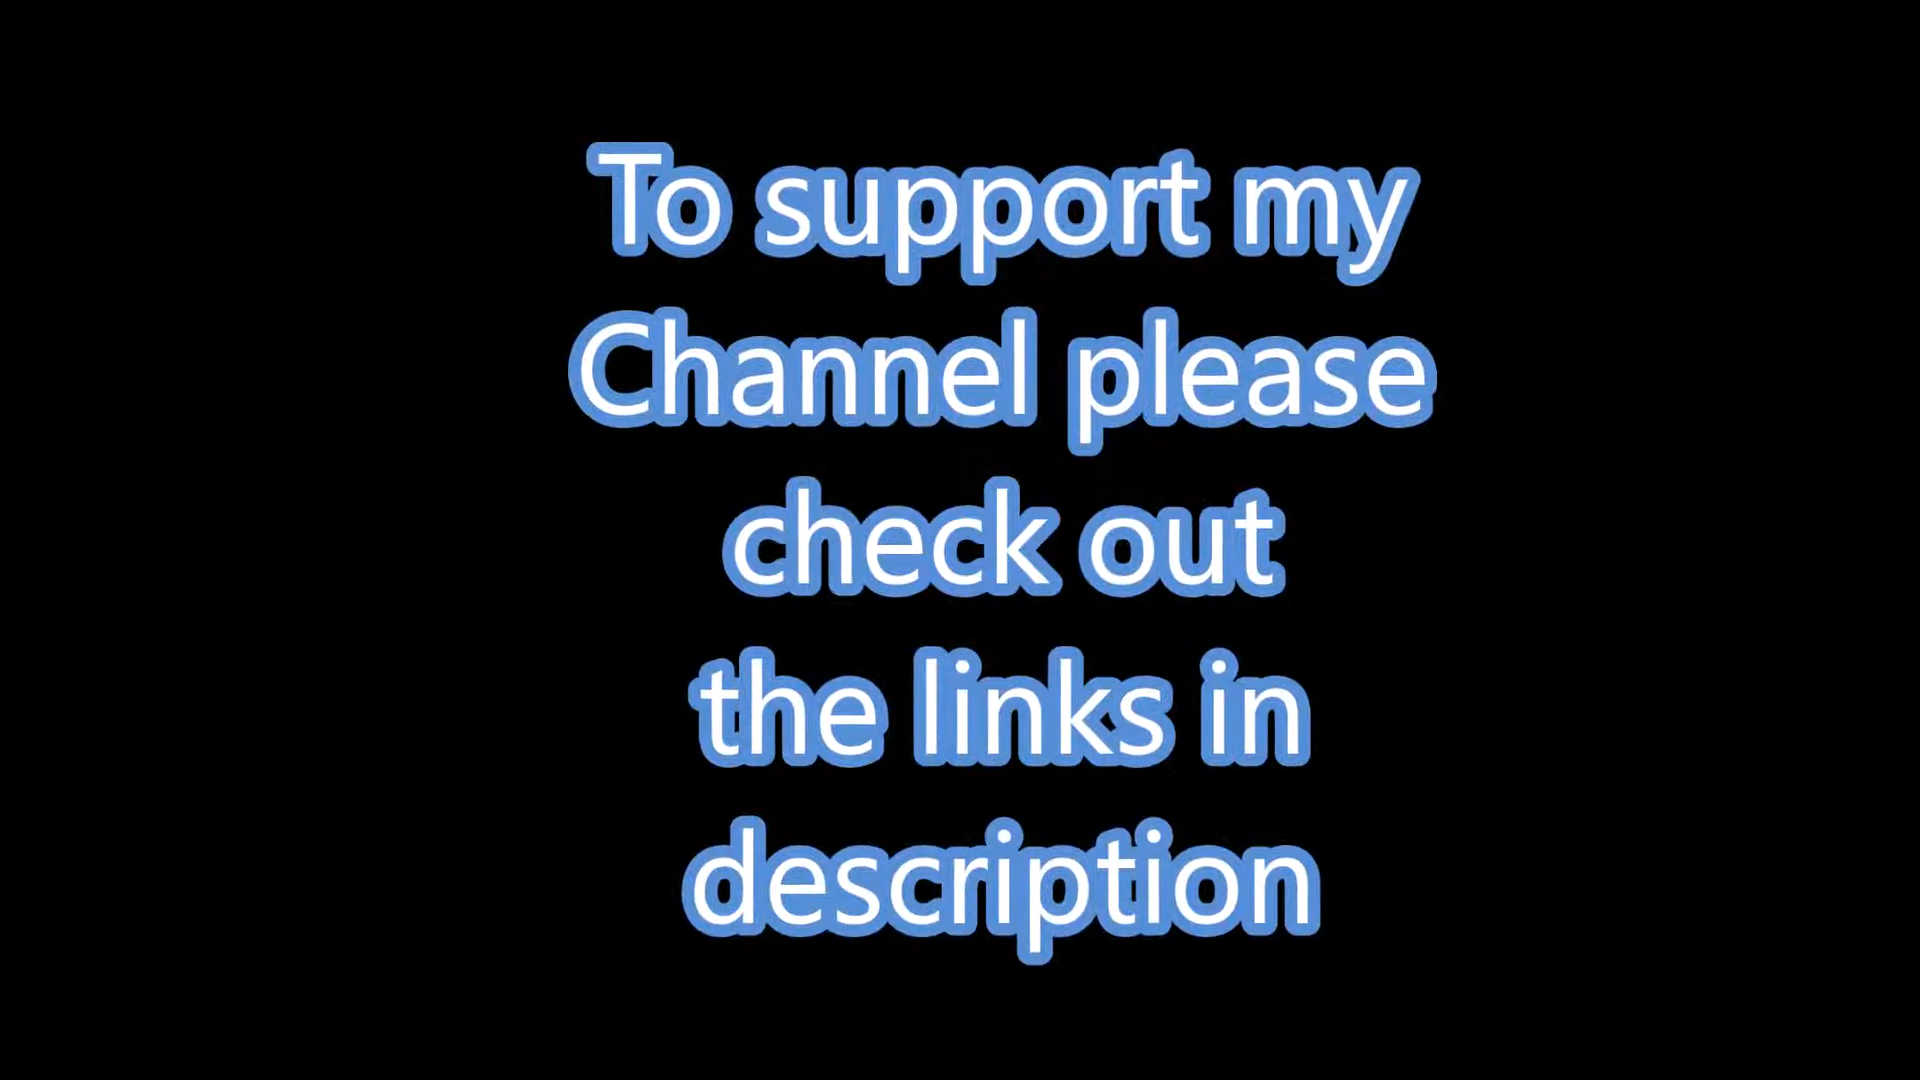 To support my
Channel please
check out
the links in
description